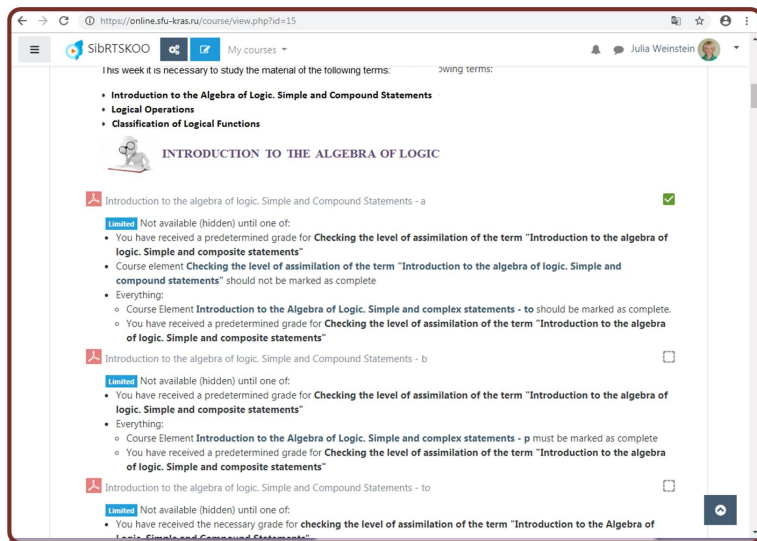 https://online.sfu-kras.ru/course/view.php?id=15
SibRTSKOO
My courses
Julia Weinstein
This week it is necessary to study the material of the following terms:
owing terms:
Introduction to the Algebra of Logic. Simple and Compound Statements
Logical Operations
Classification of Logical Functions
INTRODUCTION TO THE ALGEBRA OF LOGIC
Introduction to the algebra of logic. Simple and Compound Statements - a
Limited Not available (hidden) until one of:
• You have received a predetermined grade for Checking the level of assimilation of the term "Introduction to the algebra of
logic. Simple and composite statements"
• Course element Checking the level of assimilation of the term "Introduction to the algebra of logic. Simple and
compound statements" should not be marked as complete
• Everything:
Course Element Introduction to the Algebra of Logic. Simple and complex statements - to should be marked as complete.
You have received a predetermined grade for Checking the level of assimilation of the term "Introduction to the algebra
of logic. Simple and composite statements"
Introduction to the algebra of logic. Simple and Compound Statements - b
Limited Not available (hidden) until one of:
• You have received a predetermined grade for Checking the level of assimilation of the term "Introduction to the algebra of
logic. Simple and composite statements"
• Everything:
Course Element Introduction to the Algebra of Logic. Simple and complex statements - p must be marked as complete
You have received a predetermined grade for Checking the level of assimilation of the term "Introduction to the algebra
of logic. Simple and composite statements"
Introduction to the algebra of logic. Simple and Compound Statements - to
Limited Not available (hidden) until one of:
• You have received the necessary grade for checking the level of assimilation of the term "Introduction to the Algebra of
Logic. Simple and Compound Statements"